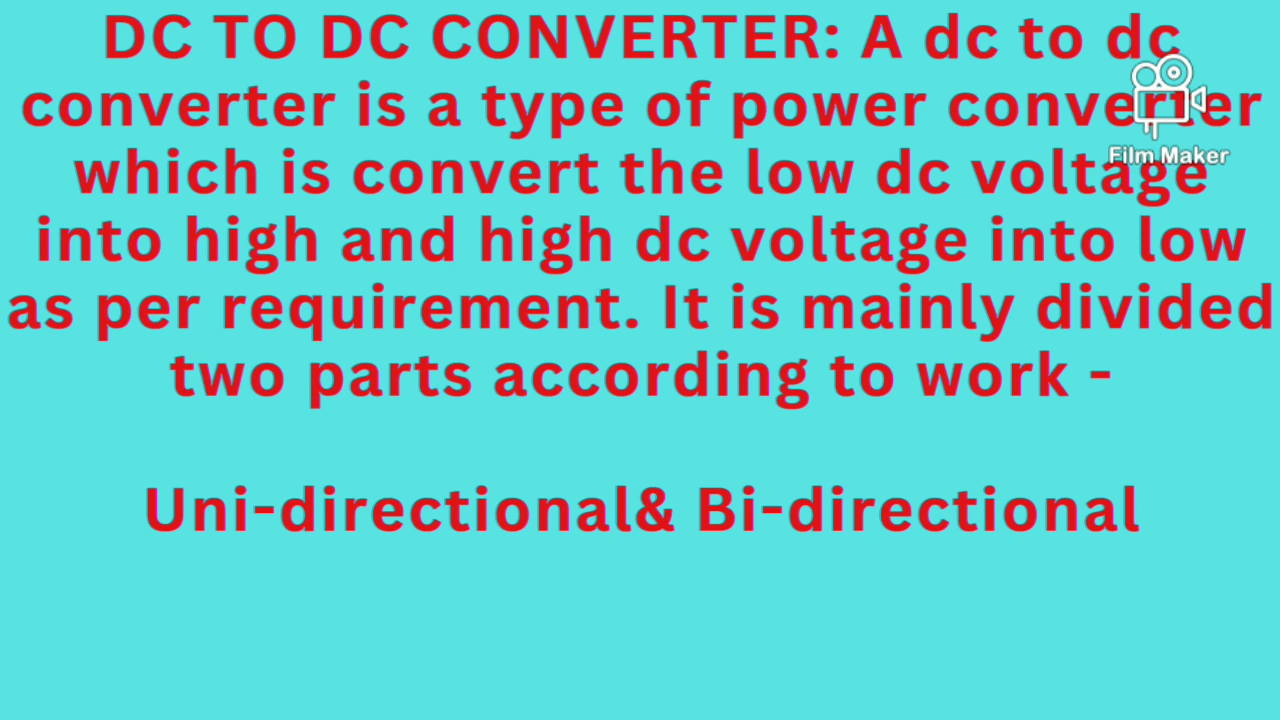 DC TO DC CONVERTER: A dc to dc
converter is a type of power converter
which is convert the low dc voltage
into high and high dc voltage into low
as per requirement. It is mainly divided
two parts according to work -
Uni-directional& Bi-directional
Film Maker